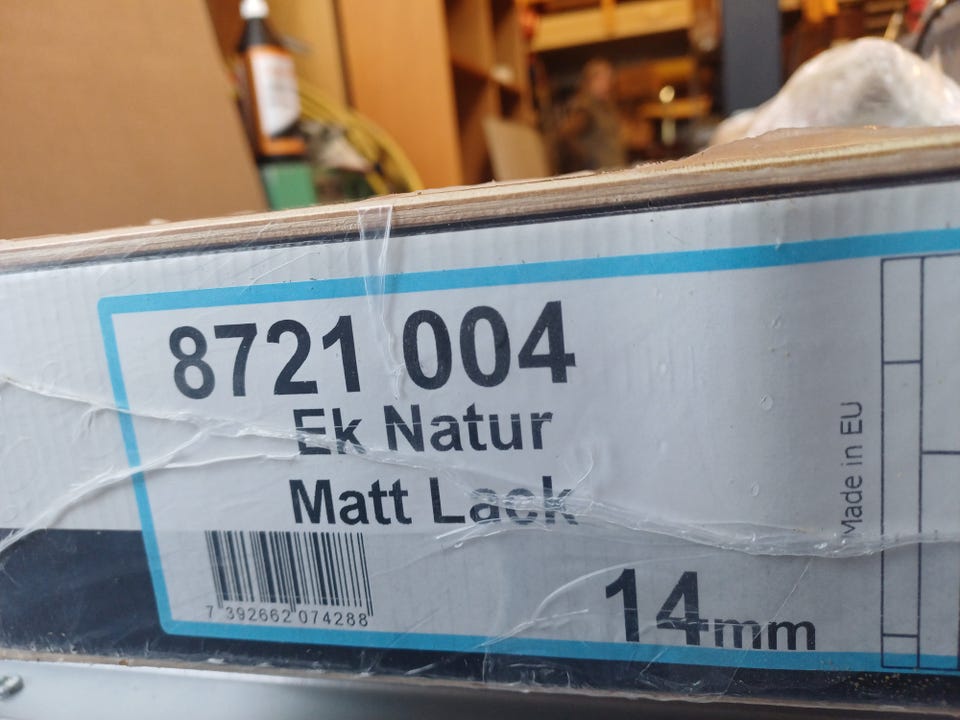 8721 004
Ek Natur
Matt Lack
7 392662 074288
14mm
Made in EU